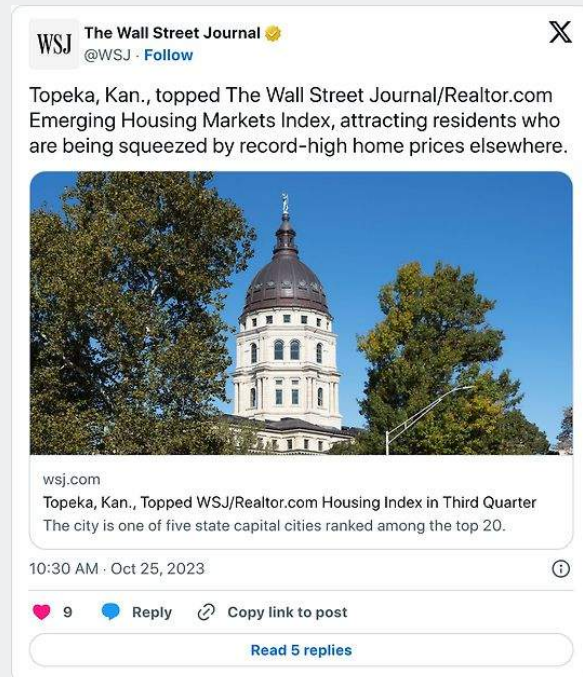 WSJ
The Wall Street Journal
@WSJ · Follow
Topeka, Kan., topped The Wall Street Journal/Realtor.com
Emerging Housing Markets Index, attracting residents who
are being squeezed by record-high home prices elsewhere.
wsj.com
Topeka, Kan., Topped WSJ/Realtor.com Housing Index in Third Quarter
The city is one of five state capital cities ranked among the top 20.
10:30 AM · Oct 25, 2023
9 Reply Copy link to post
Read 5 replies